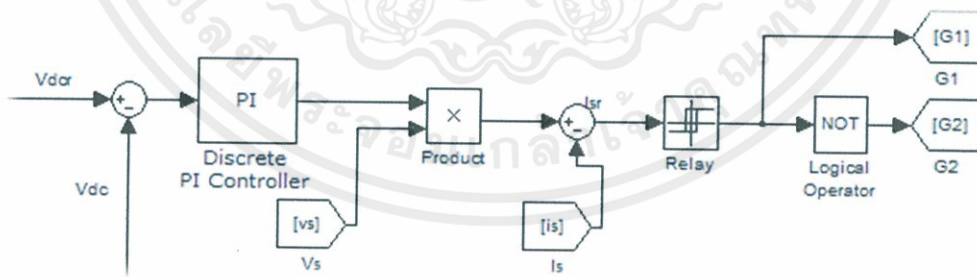 [G1]
G1
Vdcr
+
-
PI
Discrete
PI Controller
×
Product
Isr
+
-
Relay
NOT
Logical
Operator
[G2]
G2
Vdc
[vs]
Vs
[is]
Is